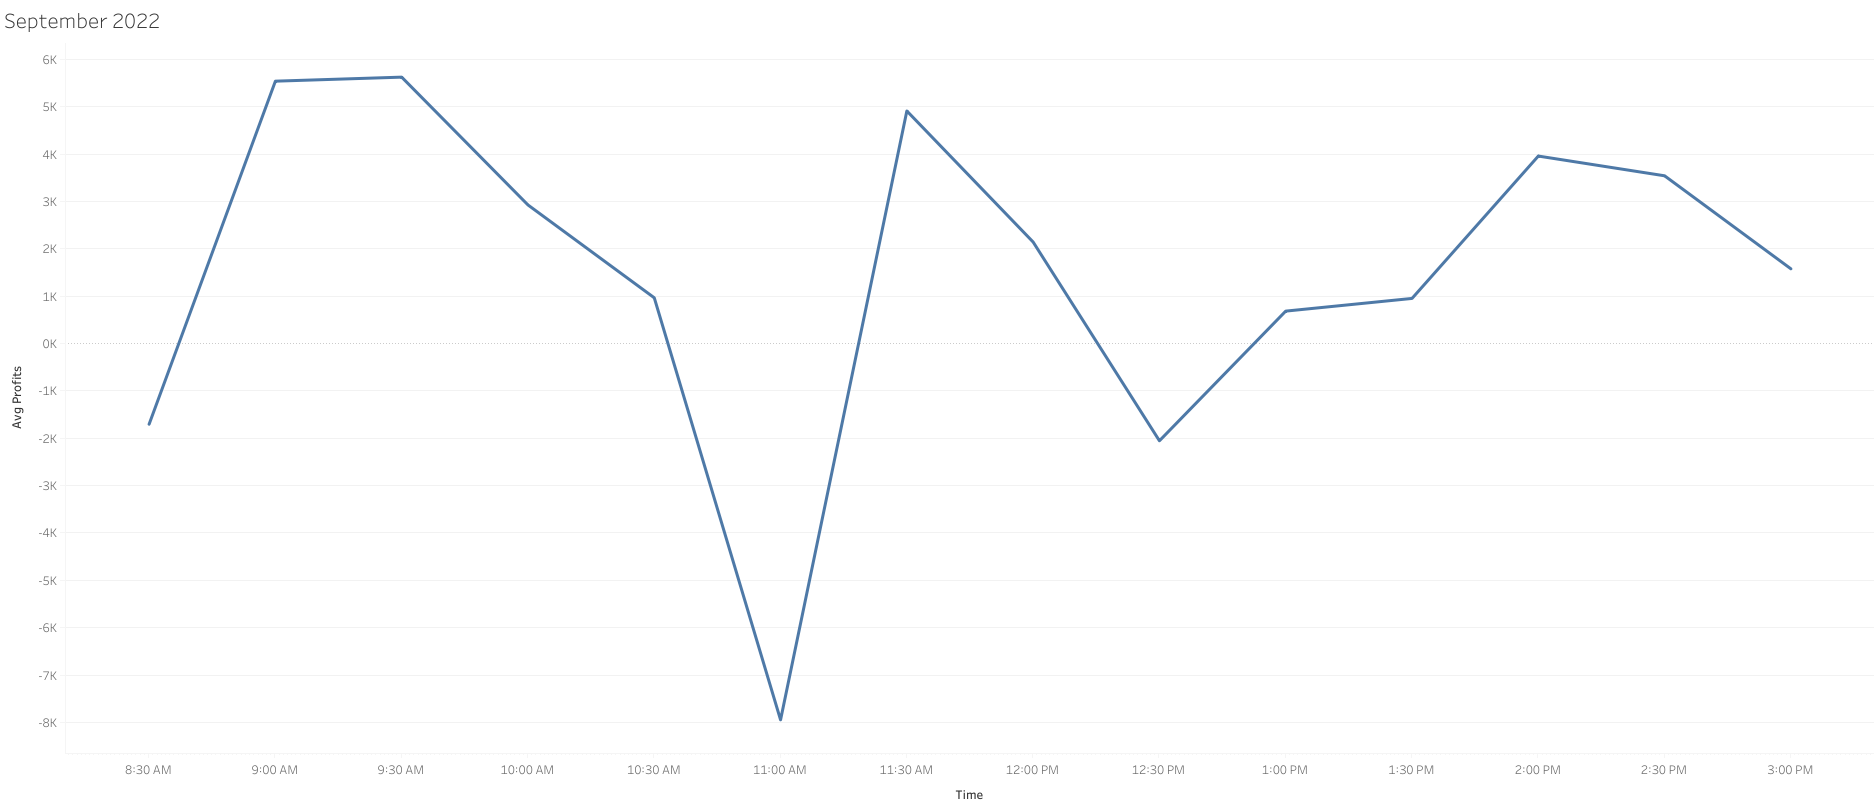 September 2022
6K
5K
4K
3K
2K
1K
0K
-1K
-2K
-3K
-4K
-5K
-6K
-7K
-8K
Avg Profits
8:30 AM 9:00 AM 9:30 AM 10:00 AM 10:30 AM 11:00 AM 11:30 AM 12:00 PM 12:30 PM 1:00 PM 1:30 PM 2:00 PM 2:30 PM 3:00 PM
Time